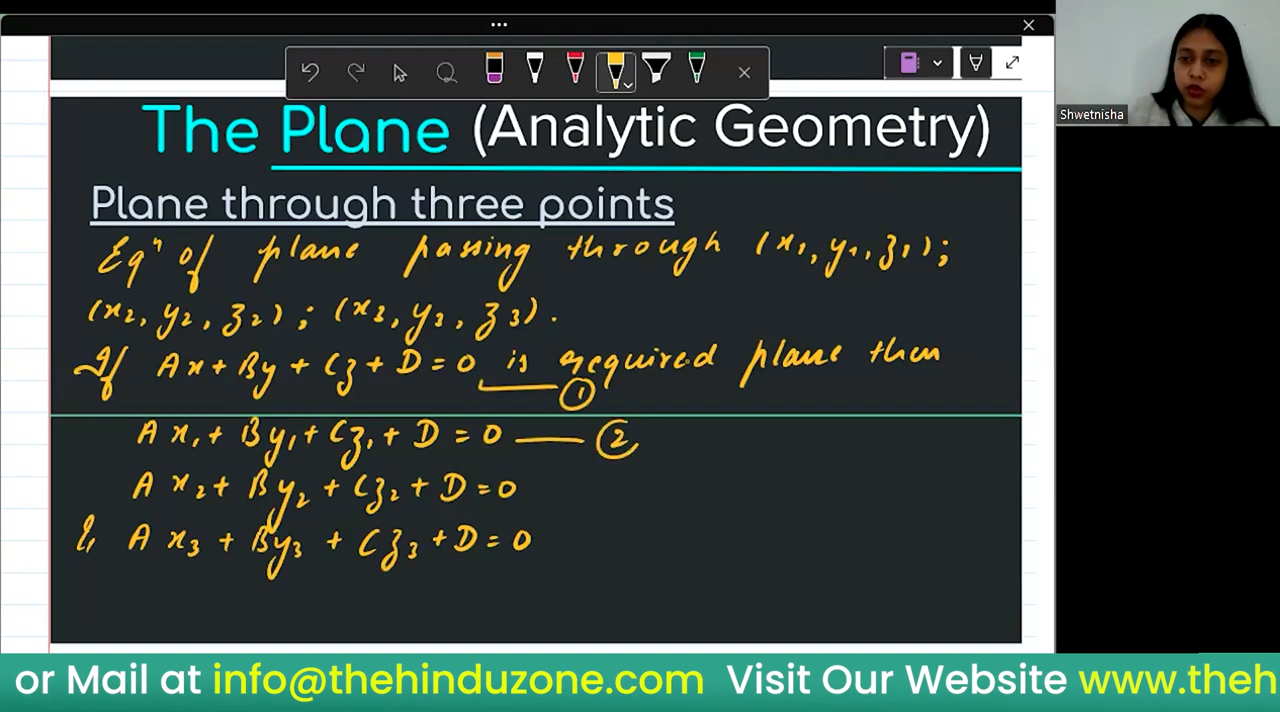 The Plane (Analytic Geometry)
Shwetnisha
Plane through three points
Eqⁿ of plane passing through (x₁, y₁, z₁);
(x₂, y₂, z₂); (x₃, y₃, z₃).
If Ax + By + Cz + D = 0 is required plane then
①
Ax₁ + By₁ + Cz₁ + D = 0 —— ②
Ax₂ + By₂ + Cz₂ + D = 0
& Ax₃ + By₃ + Cz₃ + D = 0
or Mail at info@thehinduzone.com Visit Our Website www.theh